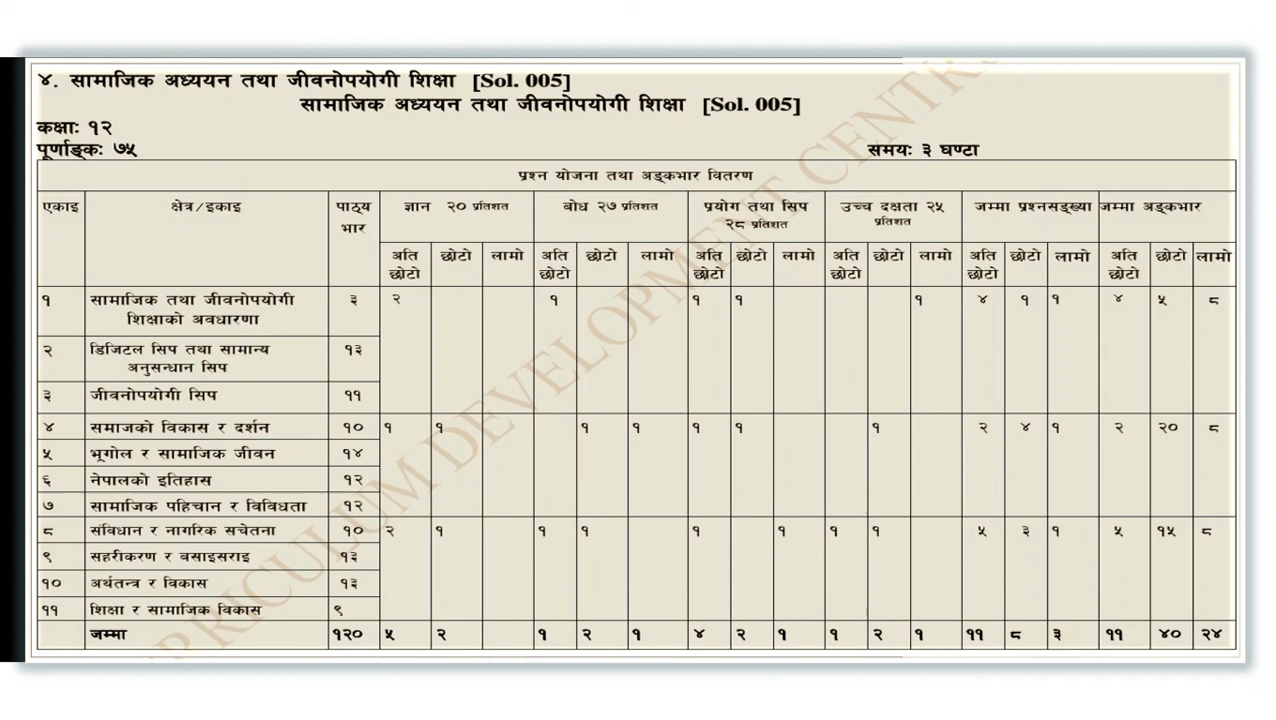 ४. सामाजिक अध्ययन तथा जीवनोपयोगी शिक्षा [Sol. 005]
सामाजिक अध्ययन तथा जीवनोपयोगी शिक्षा [Sol. 005]
कक्षाः १२
पूर्णाङ्कः ७५ समयः ३ घण्टा
प्रश्न योजना तथा अङ्कभार वितरण
एकाइ क्षेत्र/इकाइ पाठ्य ज्ञान २० प्रतिशत बोध २७ प्रतिशत प्रयोग तथा सिप उच्च दक्षता २५ जम्मा प्रश्नसङ्ख्या जम्मा अङ्कभार
भार २८ प्रतिशत प्रतिशत
अति छोटो लामो अति छोटो लामो अति छोटो लामो अति छोटो लामो अति छोटो लामो अति छोटो लामो
छोटो छोटो छोटो छोटो छोटो छोटो
१ सामाजिक तथा जीवनोपयोगी ३ २ १ १ १ १ ४ १ १ ४ ५ ८
शिक्षाको अवधारणा
२ डिजिटल सिप तथा सामान्य १३
अनुसन्धान सिप
३ जीवनोपयोगी सिप ११
४ समाजको विकास र दर्शन १० १ १ १ १ १ १ १ २ ४ १ २ २० ८
५ भूगोल र सामाजिक जीवन १४
६ नेपालको इतिहास १२
७ सामाजिक पहिचान र विविधता १२
८ संविधान र नागरिक सचेतना १० २ १ १ १ १ १ १ १ ५ ३ १ ५ १५ ८
९ सहरीकरण र बसाइसराइ १३
१० अर्थतन्त्र र विकास १३
११ शिक्षा र सामाजिक विकास ९
जम्मा १२० ५ २ १ २ १ ४ २ १ १ २ १ ११ ८ ३ ११ ४० २४
RRICULUM DEVELOPMENT CENTR